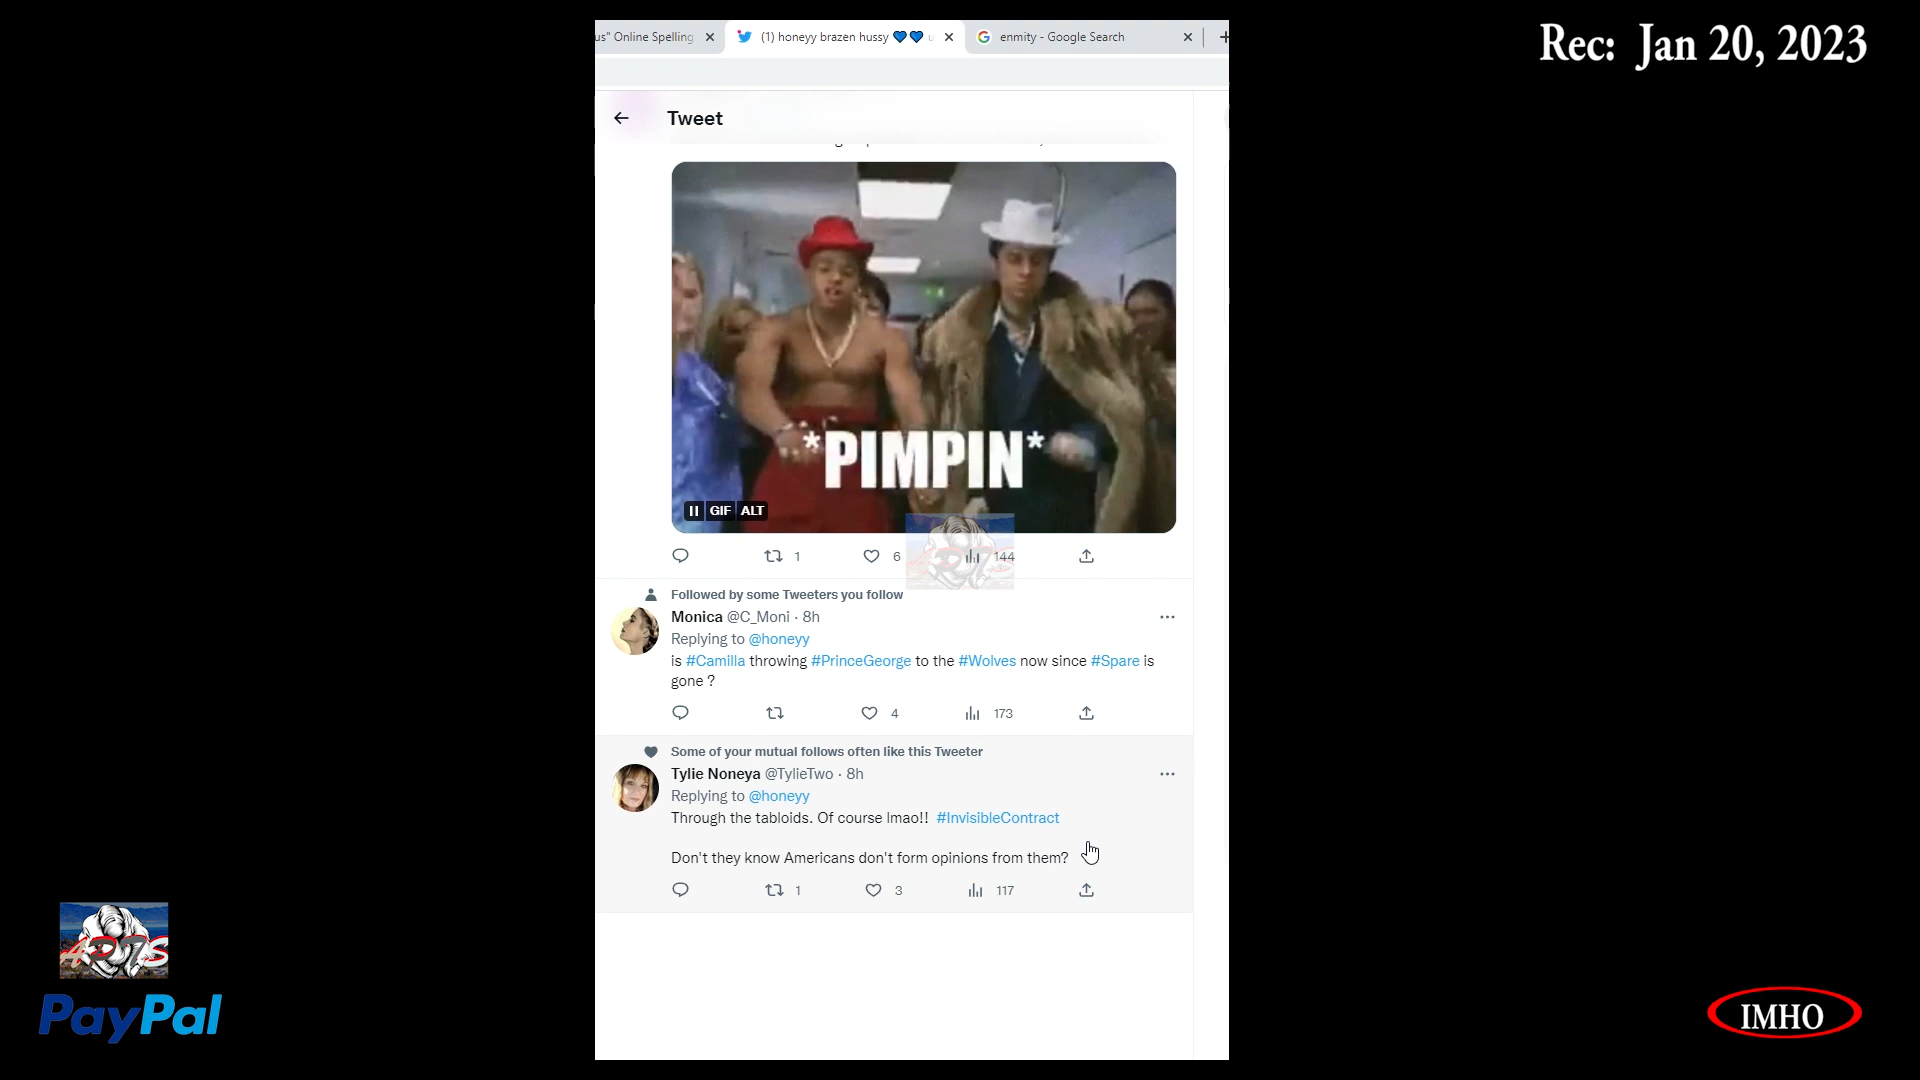 Rec: Jan 20, 2023
us" Online Spelling
(1) honeyy brazen hussy 💙💙
enmity - Google Search
Tweet
*PIMPIN*
GIF ALT
1 6 144
Followed by some Tweeters you follow
Monica @C_Moni · 8h
Replying to @honeyy
is #Camilla throwing #PrinceGeorge to the #Wolves now since #Spare is
gone ?
4 173
Some of your mutual follows often like this Tweeter
Tylie Noneya @TylieTwo · 8h
Replying to @honeyy
Through the tabloids. Of course lmao!! #InvisibleContract
Don't they know Americans don't form opinions from them?
1 3 117
PayPal
IMHO